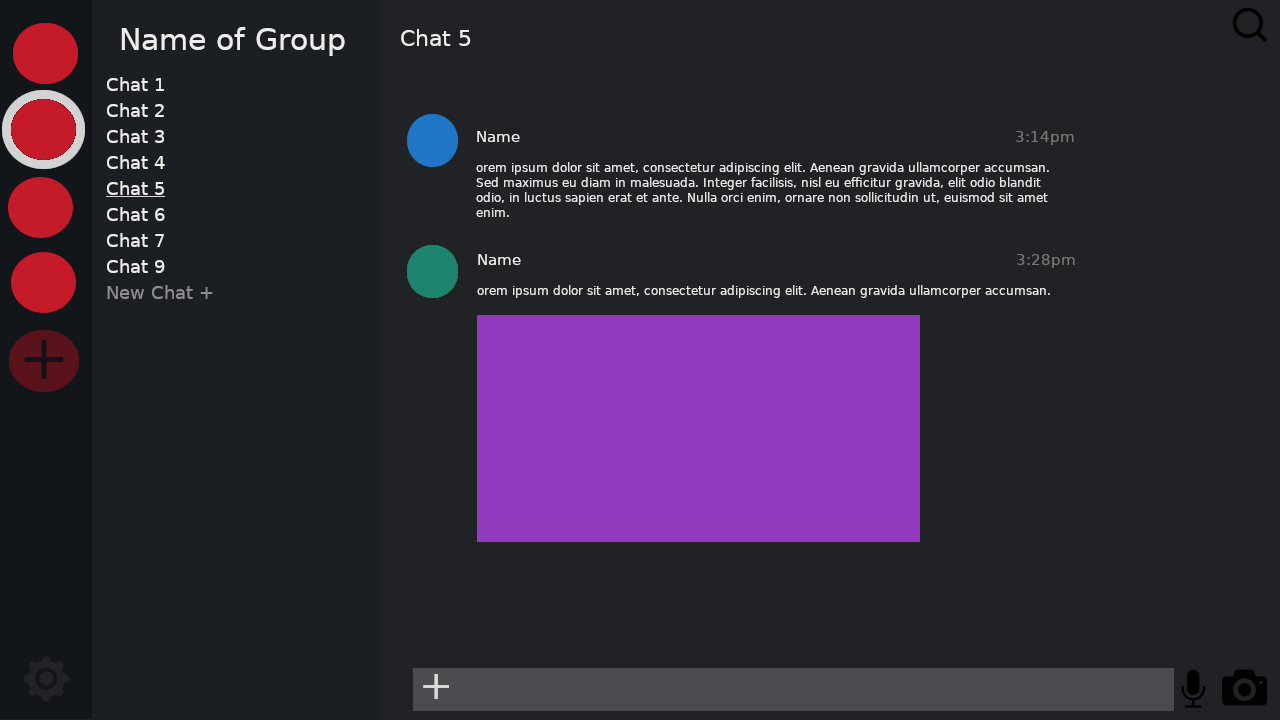 Name of Group
Chat 1
Chat 2
Chat 3
Chat 4
Chat 5
Chat 6
Chat 7
Chat 9
New Chat +
Chat 5
Name 3:14pm
orem ipsum dolor sit amet, consectetur adipiscing elit. Aenean gravida ullamcorper accumsan.
Sed maximus eu diam in malesuada. Integer facilisis, nisl eu efficitur gravida, elit odio blandit
odio, in luctus sapien erat et ante. Nulla orci enim, ornare non sollicitudin ut, euismod sit amet
enim.
Name 3:28pm
orem ipsum dolor sit amet, consectetur adipiscing elit. Aenean gravida ullamcorper accumsan.